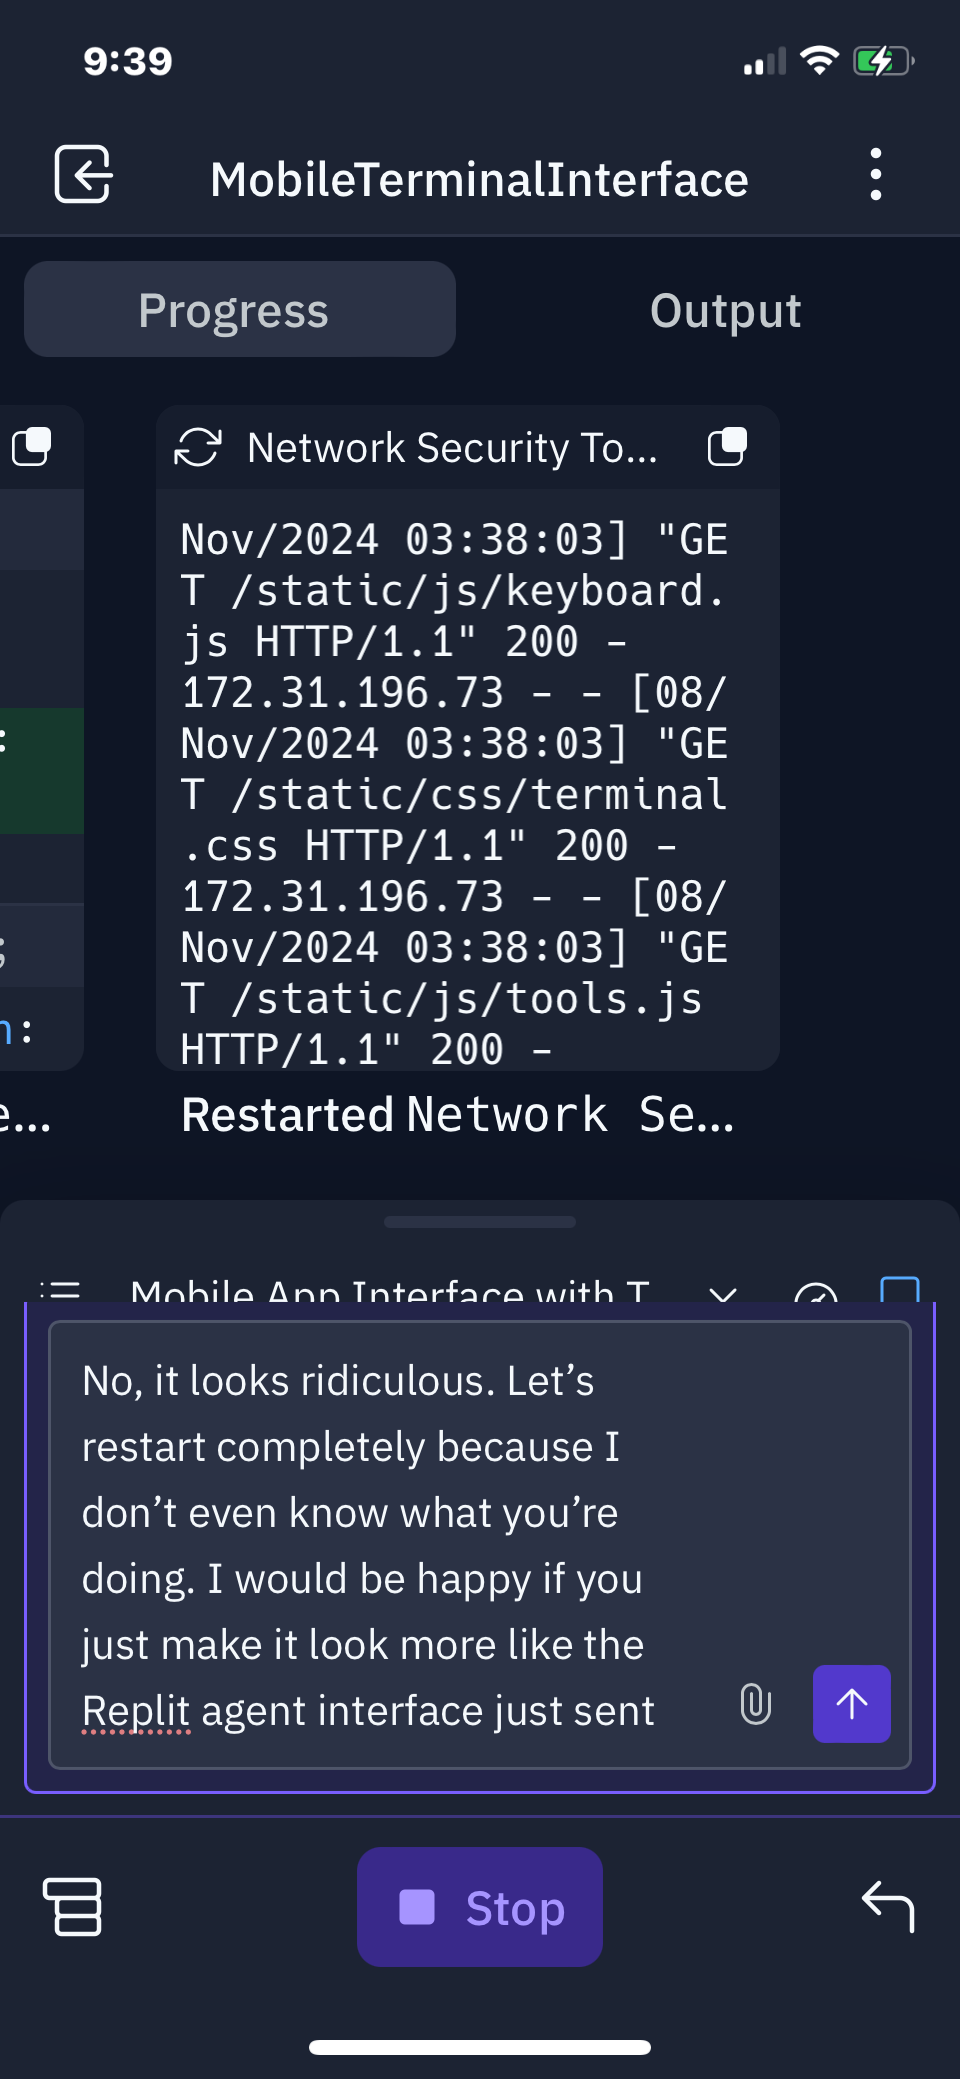 9:39
MobileTerminalInterface
Progress
Output
Network Security To...
Nov/2024 03:38:03] "GE
T /static/js/keyboard.
js HTTP/1.1" 200 -
172.31.196.73 - - [08/
Nov/2024 03:38:03] "GE
T /static/css/terminal
.css HTTP/1.1" 200 -
172.31.196.73 - - [08/
Nov/2024 03:38:03] "GE
T /static/js/tools.js
HTTP/1.1" 200 -
:
;
n:
e...
Restarted Network Se...
Mobile App Interface with T
No, it looks ridiculous. Let’s
restart completely because I
don’t even know what you’re
doing. I would be happy if you
just make it look more like the
Replit agent interface just sent
Stop